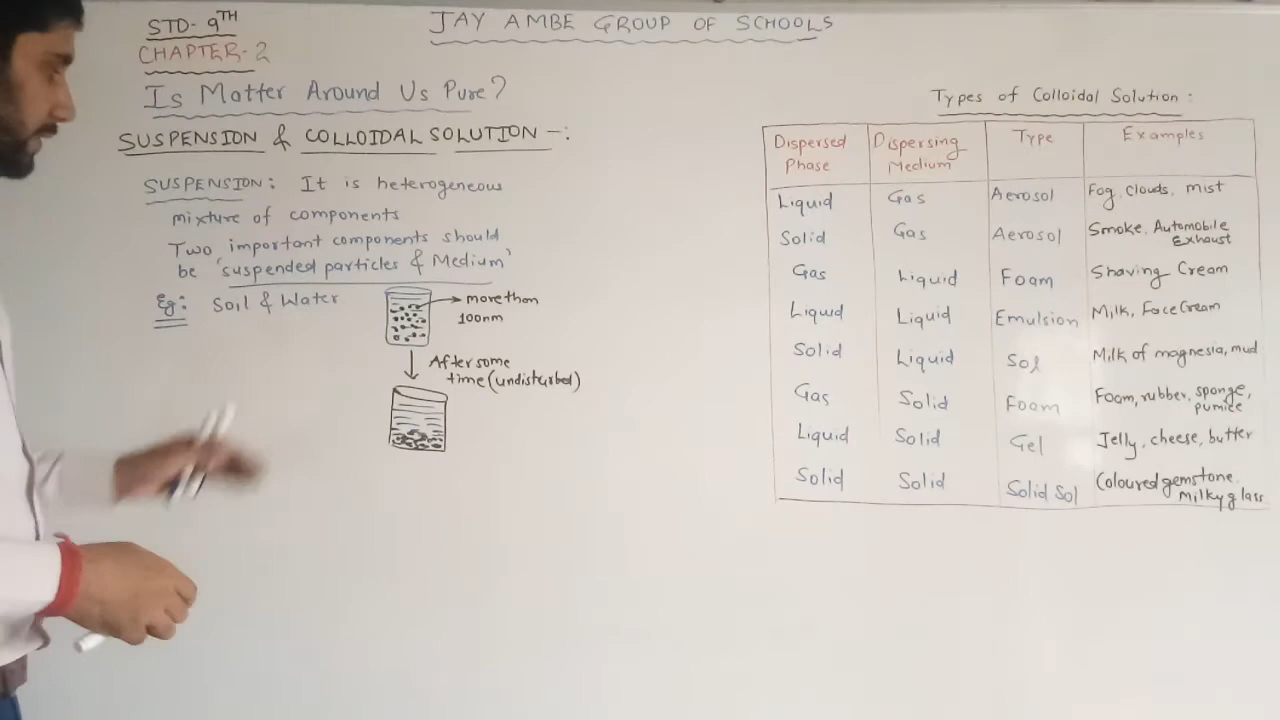 STD- 9TH
JAY AMBE GROUP OF SCHOOLS
CHAPTER-2
Is Matter Around Us Pure?
SUSPENSION & COLLOIDAL SOLUTION -:
SUSPENSION: It is heterogeneous
mixture of components
Two important components should
be 'suspended particles & Medium'
Eg: Soil & Water
more than
100nm
After some
time (undisturbed)
Types of Colloidal Solution:
Dispersed Phase Dispersing Medium Type Examples
Liquid Gas Aerosol Fog, clouds, mist
Solid Gas Aerosol Smoke, Automobile Exhaust
Gas Liquid Foam Shaving Cream
Liquid Liquid Emulsion Milk, Face Cream
Solid Liquid Sol Milk of magnesia, mud
Gas Solid Foam Foam, rubber, sponge, pumice
Liquid Solid Gel Jelly, cheese, butter
Solid Solid Solid Sol Coloured gemstone, Milky glass